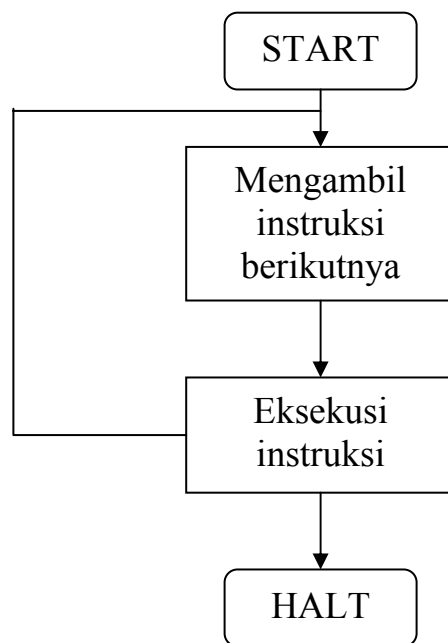 START
Mengambil
instruksi
berikutnya
Eksekusi
instruksi
HALT